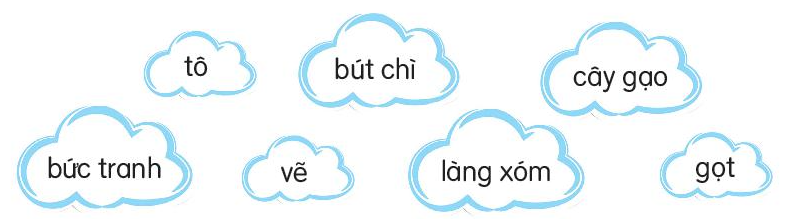 tô
bút chì
cây gạo
bức tranh
vẽ
làng xóm
gọt